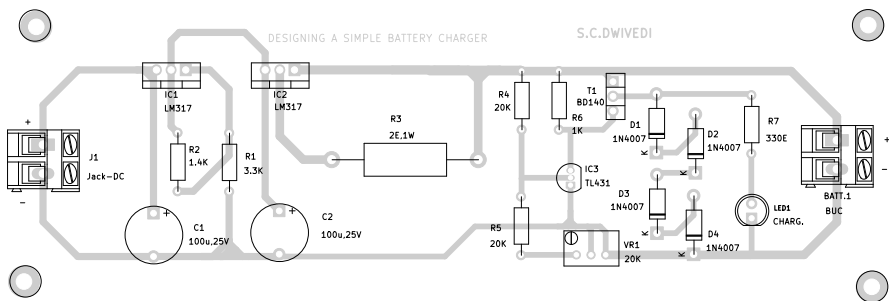 DESIGNING A SIMPLE BATTERY CHARGER
S.C.DWIVEDI
IC1
LM317
IC2
LM317
R4
20K
T1
BD140
R6
1K
R3
2E,1W
D1
1N4007
D2
1N4007
R7
330E
+
-
J1
Jack-DC
R2
1.4K
R1
3.3K
K
K
IC3
TL431
+
-
BATT.1
BUC
D3
1N4007
K
K
LED1
CHARG.
+
C1
100u,25V
+
C2
100u,25V
R5
20K
VR1
20K
D4
1N4007